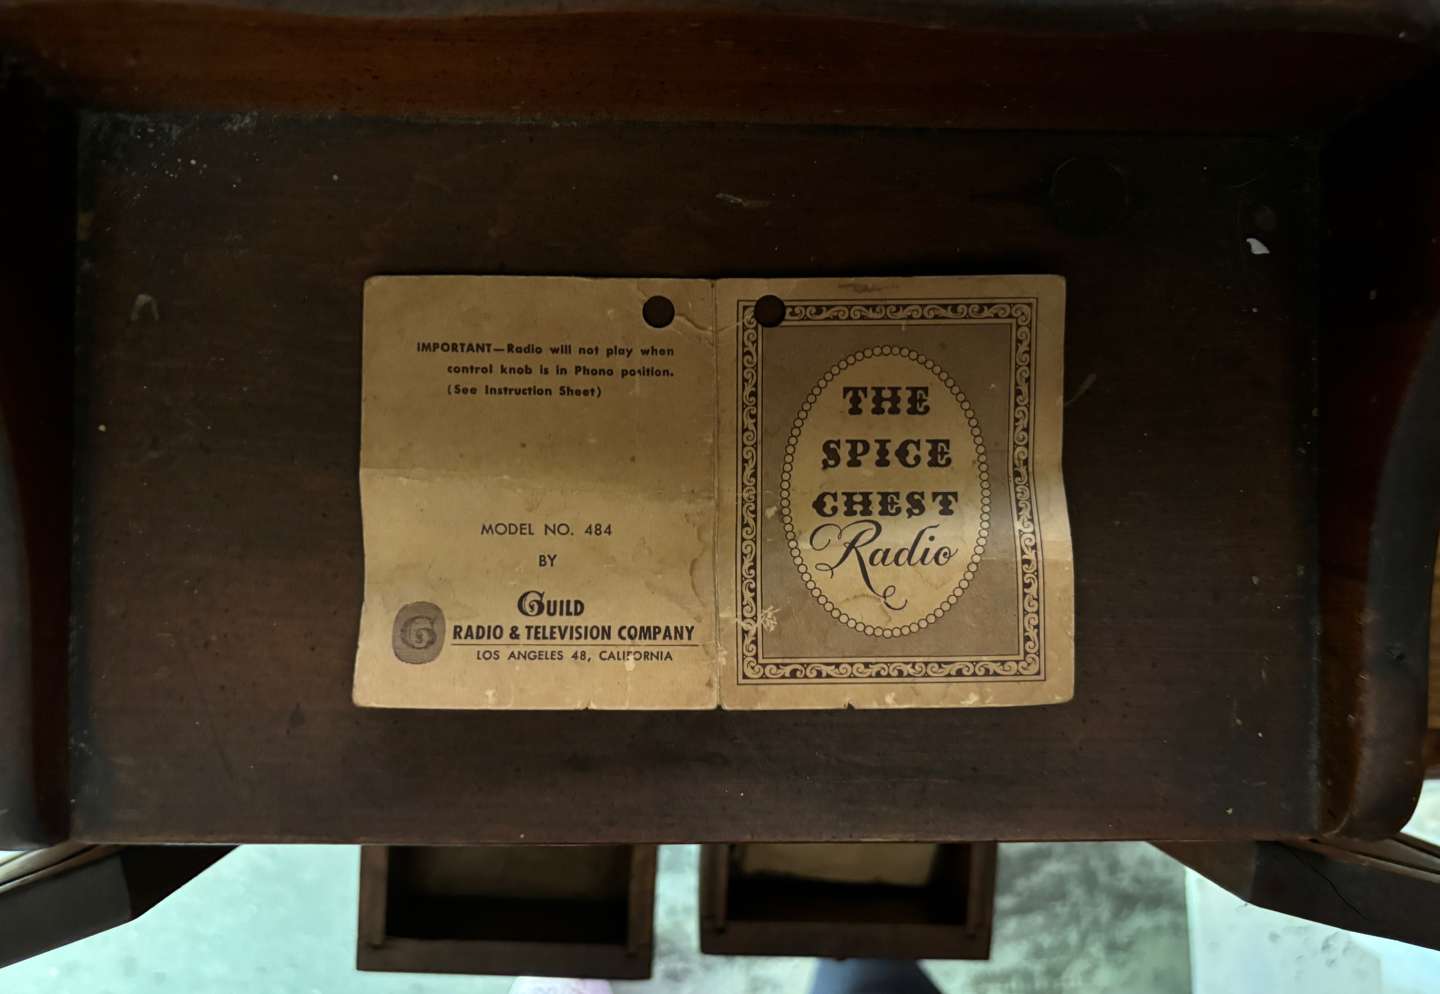 IMPORTANT—Radio will not play when
control knob is in Phono position.
(See Instruction Sheet)
MODEL NO. 484
BY
GUILD
RADIO & TELEVISION COMPANY
LOS ANGELES 48, CALIFORNIA
G
THE
SPICE
CHEST
Radio